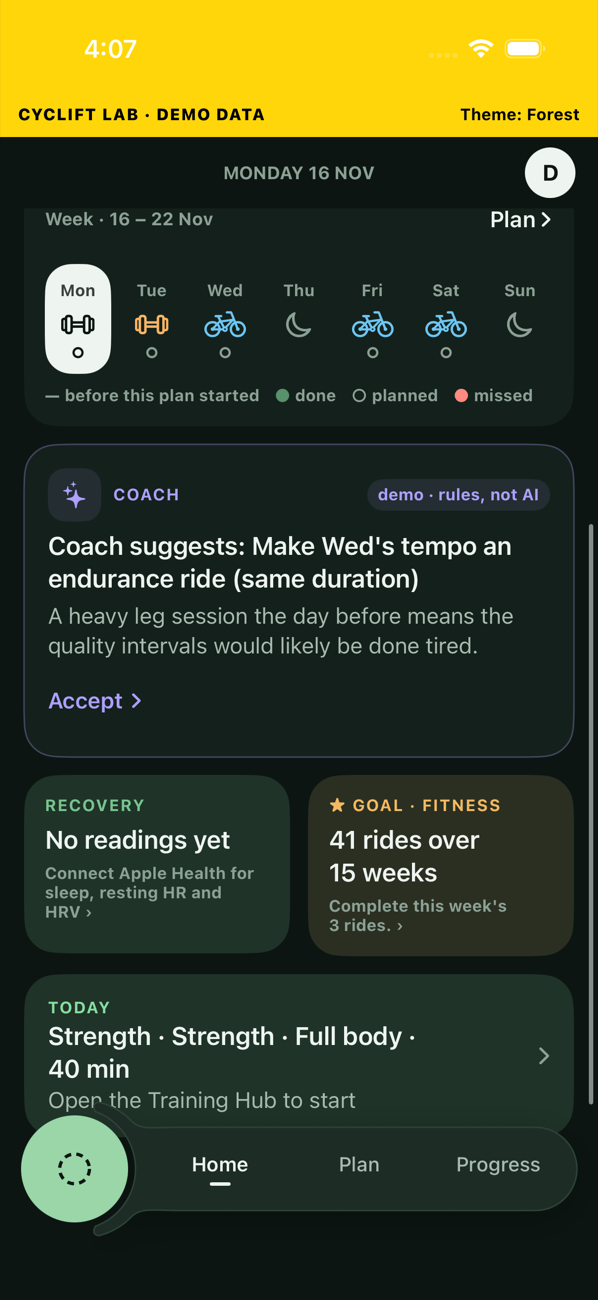 4:07
CYCLIFT LAB · DEMO DATA
Theme: Forest
MONDAY 16 NOV
D
Week · 16 – 22 Nov
Plan >
Mon Tue Wed Thu Fri Sat Sun
— before this plan started done planned missed
COACH
demo · rules, not AI
Coach suggests: Make Wed's tempo an
endurance ride (same duration)
A heavy leg session the day before means the
quality intervals would likely be done tired.
Accept >
RECOVERY
No readings yet
Connect Apple Health for
sleep, resting HR and
HRV ›
GOAL · FITNESS
41 rides over
15 weeks
Complete this week's
3 rides. ›
TODAY
Strength · Strength · Full body ·
40 min
Open the Training Hub to start
Home Plan Progress